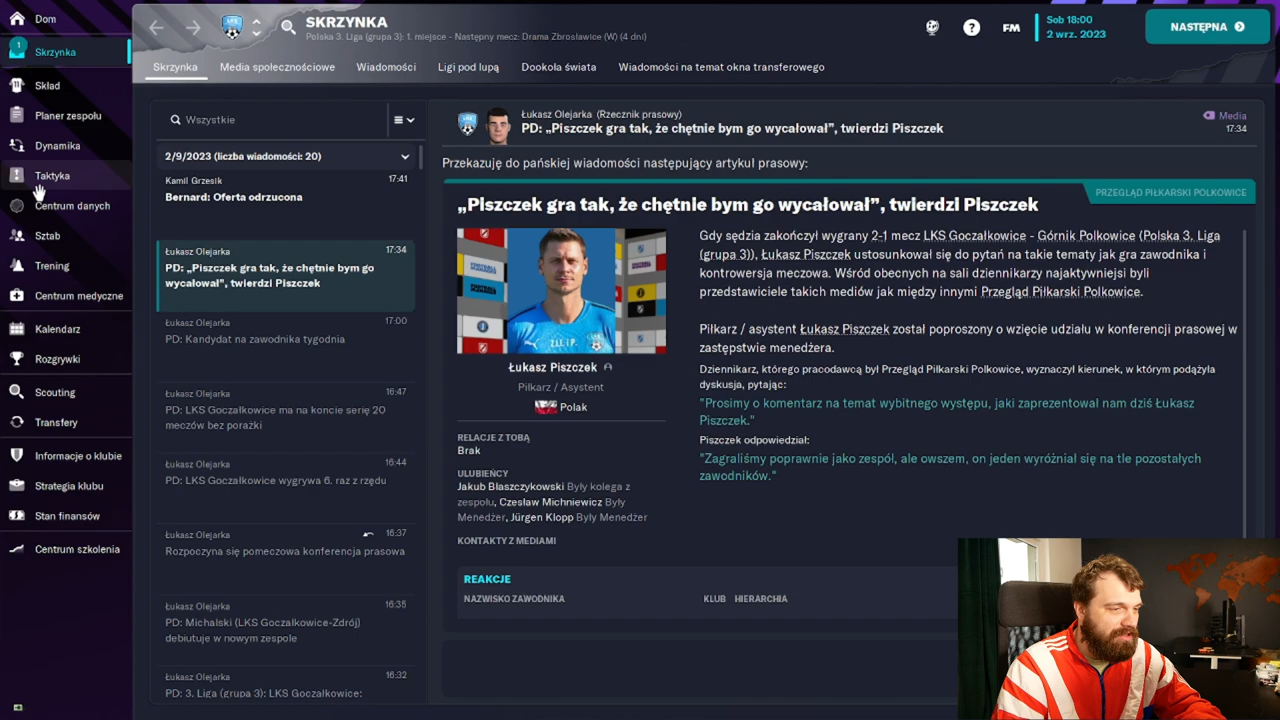 Dom
1
Skrzynka
Skład
Planer zespołu
Dynamika
Taktyka
Centrum danych
Sztab
Trening
Centrum medyczne
Kalendarz
Rozgrywki
Scouting
Transfery
Informacje o klubie
Strategia klubu
Stan finansów
Centrum szkolenia
SKRZYNKA
Polska 3. Liga (grupa 3): 1. miejsce - Następny mecz: Drama Zbrosławice (W) (4 dni)
FM
Sob 18:00
2 wrz. 2023
NASTĘPNA
Skrzynka
Media społecznościowe
Wiadomości
Ligi pod lupą
Dookoła świata
Wiadomości na temat okna transferowego
Wszystkie
2/9/2023 (liczba wiadomości: 20)
Kamil Grzesik 17:41
Bernard: Oferta odrzucona
Łukasz Olejarka 17:34
PD: „Piszczek gra tak, że chętnie bym go
wycałował”, twierdzi Piszczek
Łukasz Olejarka 17:00
PD: Kandydat na zawodnika tygodnia
Łukasz Olejarka 16:47
PD: LKS Goczałkowice ma na koncie serię 20
meczów bez porażki
Łukasz Olejarka 16:44
PD: LKS Goczałkowice wygrywa 6. raz z rzędu
Łukasz Olejarka 16:37
Rozpoczyna się pomeczowa konferencja prasowa
Łukasz Olejarka 16:35
PD: Michalski (LKS Goczałkowice-Zdrój)
debiutuje w nowym zespole
Łukasz Olejarka 16:32
PD: 3. Liga (grupa 3): LKS Goczałkowice:
Łukasz Olejarka (Rzecznik prasowy)
PD: „Piszczek gra tak, że chętnie bym go wycałował”, twierdzi Piszczek
Media
17:34
Przekazuję do pańskiej wiadomości następujący artykuł prasowy:
PRZEGLĄD PIŁKARSKI POLKOWICE
„Piszczek gra tak, że chętnie bym go wycałował”, twierdzi Piszczek
Łukasz Piszczek
Piłkarz / Asystent
Polak
RELACJE Z TOBĄ
Brak
ULUBIEŃCY
Jakub Błaszczykowski Były kolega z
zespołu, Czesław Michniewicz Były
Menedżer, Jürgen Klopp Były Menedżer
KONTAKTY Z MEDIAMI
Gdy sędzia zakończył wygrany 2-1 mecz LKS Goczałkowice - Górnik Polkowice (Polska 3. Liga
(grupa 3)), Łukasz Piszczek ustosunkował się do pytań na takie tematy jak gra zawodnika i
kontrowersja meczowa. Wśród obecnych na sali dziennikarzy najaktywniejsi byli
przedstawiciele takich mediów jak między innymi Przegląd Piłkarski Polkowice.
Piłkarz / asystent Łukasz Piszczek został poproszony o wzięcie udziału w konferencji prasowej w
zastępstwie menedżera.
Dziennikarz, którego pracodawcą był Przegląd Piłkarski Polkowice, wyznaczył kierunek, w którym podążyła
dyskusja, pytając:
"Prosimy o komentarz na temat wybitnego występu, jaki zaprezentował nam dziś Łukasz
Piszczek."
Piszczek odpowiedział:
"Zagraliśmy poprawnie jako zespół, ale owszem, on jeden wyróżniał się na tle pozostałych
zawodników."
REAKCJE
NAZWISKO ZAWODNIKA
KLUB
HIERARCHIA